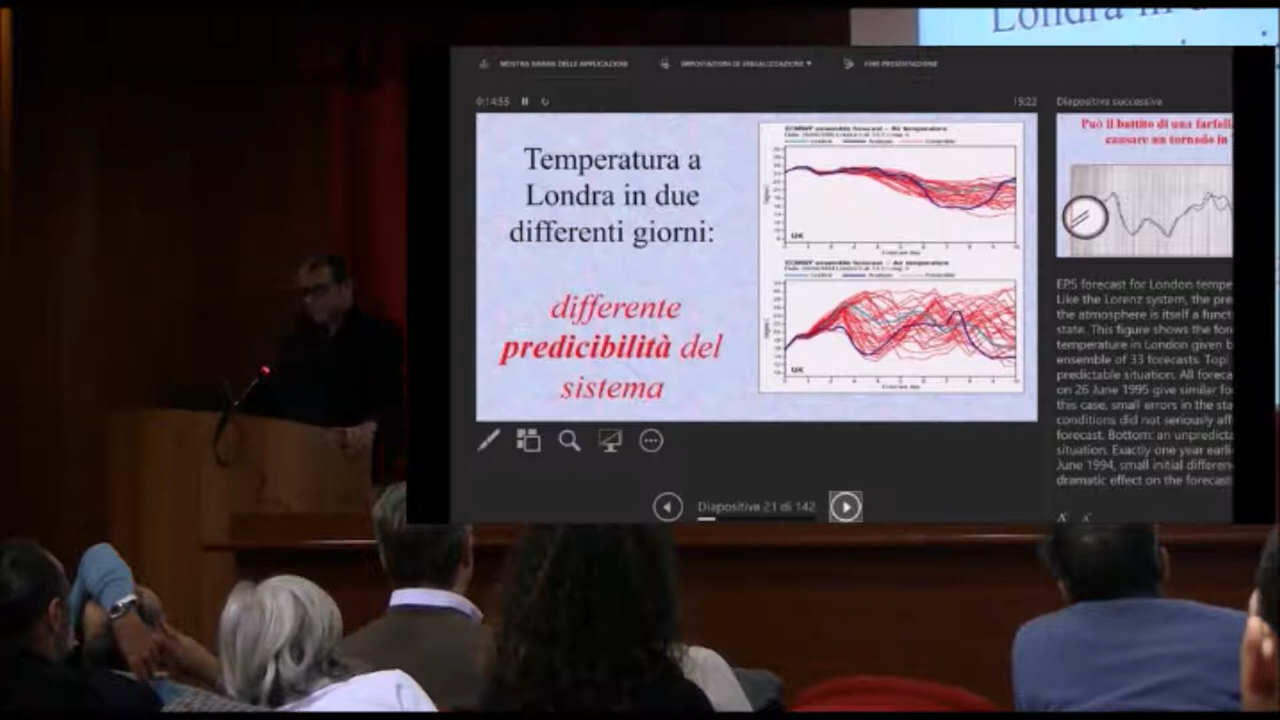 Londra in d
MOSTRA BARRA DELLE APPLICAZIONI
IMPOSTAZIONI DI VISUALIZZAZIONE ▼
FINE PRESENTAZIONE
0:14:55
15:22
Diapositiva successiva
Temperatura a
Londra in due
differenti giorni:
differente
predicibilità del
sistema
ECMWF ensemble forecast - Air temperature
UK
ECMWF ensemble forecast - Air temperature
UK
Può il battito di una farfall
causare un tornado in
EPS forecast for London tempe
Like the Lorenz system, the pre
the atmosphere is itself a funct
state. This figure shows the for
temperature in London given b
ensemble of 33 forecasts. Top:
predictable situation. All foreca
on 26 June 1995 give similar fo
this case, small errors in the sta
conditions did not seriously aff
forecast. Bottom: an unpredicta
situation. Exactly one year earli
June 1994, small initial differen
dramatic effect on the forecast
Diapositiva 21 di 142